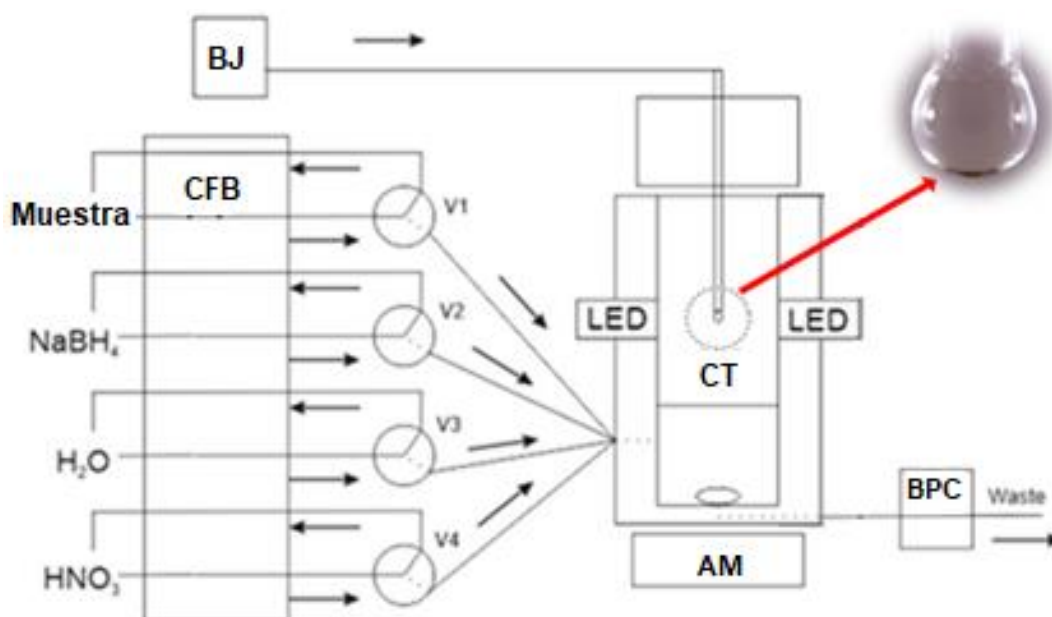 BJ
CFB
Muestra
V1
NaBH₄
V2
LED
LED
CT
H₂O
V3
BPC
Waste
HNO₃
V4
AM